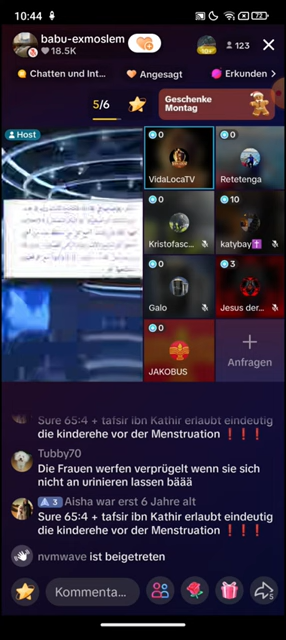 10:44
72
babu-exmoslem
18.5K
123
Chatten und Int...
Angesagt
Erkunden
5/6
Geschenke
Montag
Host
0
VidaLocaTV
0
Retetenga
0
Kristofasc...
10
katybay✝️
0
Galo
3
Jesus der...
0
JAKOBUS
+
Anfragen
Sure 65:4 + tafsir ibn Kathir erlaubt eindeutig
die kinderehe vor der Menstruation❗❗❗
Tubby70
Die Frauen werfen verprügelt wenn sie sich
nicht an urinieren lassen bäää
3 Aisha war erst 6 Jahre alt
Sure 65:4 + tafsir ibn Kathir erlaubt eindeutig
die kinderehe vor der Menstruation❗❗❗
nvmwave ist beigetreten
Kommenta...
5